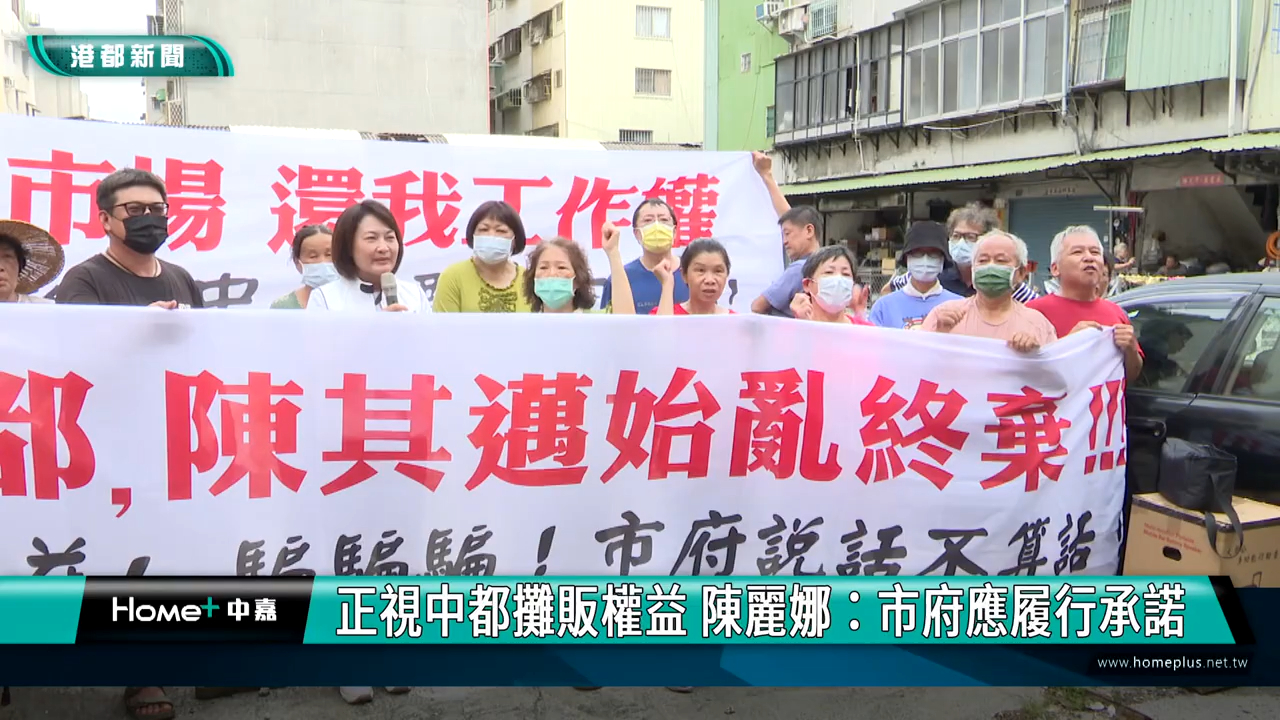 港都新聞
市場 還我工作權
中
都,陳其邁始亂終棄!!!
益! 騙騙騙!市府說話不算話!
Home+中嘉
正視中都攤販權益 陳麗娜:市府應履行承諾
www.homeplus.net.tw